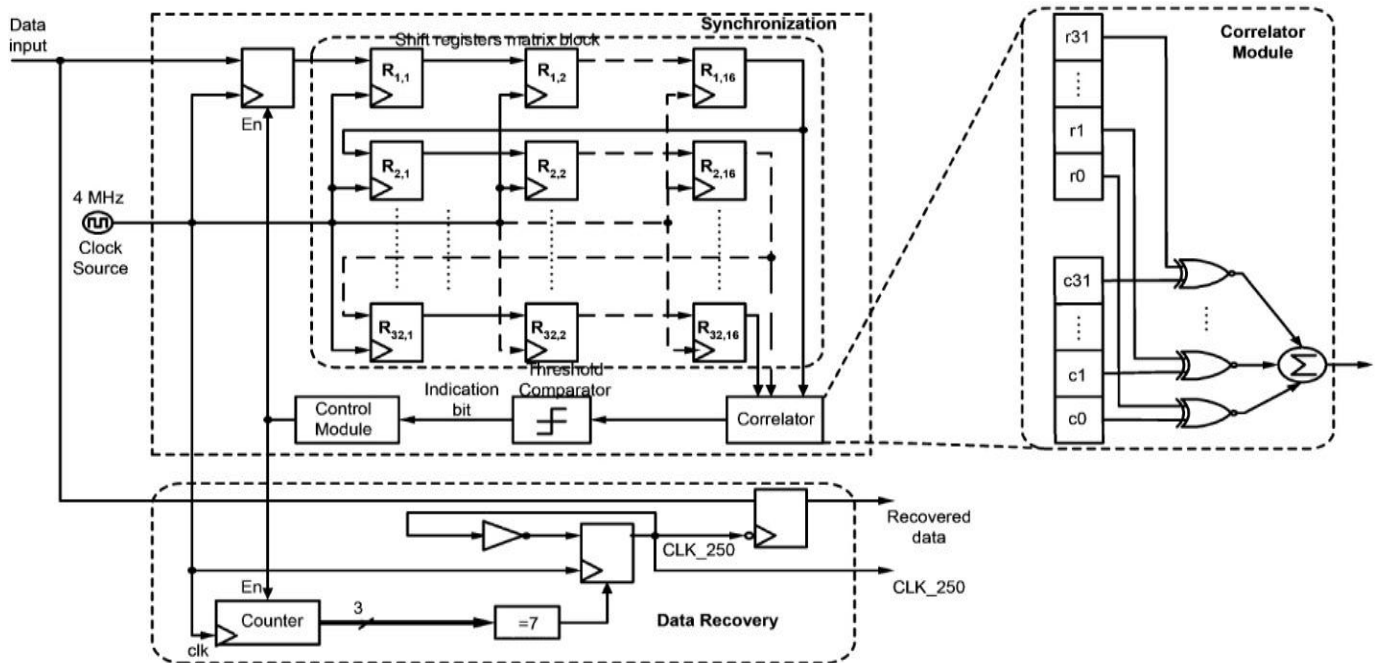 Data
input
Synchronization
Shift registers matrix block
R1,1
R1,2
R1,16
En
R2,1
R2,2
R2,16
4 MHz
Clock
Source
R32,1
R32,2
R32,16
Threshold
Comparator
Indication
bit
Control
Module
Correlator
Correlator
Module
r31
r1
r0
c31
c1
c0
Σ
Recovered
data
CLK_250
CLK_250
En
Counter
clk
3
=7
Data Recovery